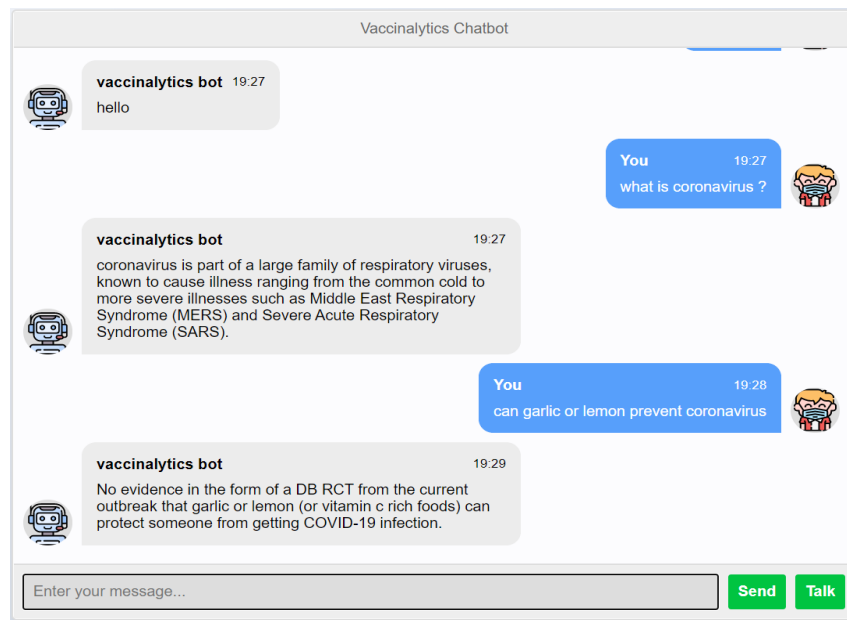 Vaccinalytics Chatbot
vaccinalytics bot 19:27
hello
You 19:27
what is coronavirus ?
vaccinalytics bot 19:27
coronavirus is part of a large family of respiratory viruses,
known to cause illness ranging from the common cold to
more severe illnesses such as Middle East Respiratory
Syndrome (MERS) and Severe Acute Respiratory
Syndrome (SARS).
You 19:28
can garlic or lemon prevent coronavirus
vaccinalytics bot 19:29
No evidence in the form of a DB RCT from the current
outbreak that garlic or lemon (or vitamin c rich foods) can
protect someone from getting COVID-19 infection.
Enter your message...
Send
Talk